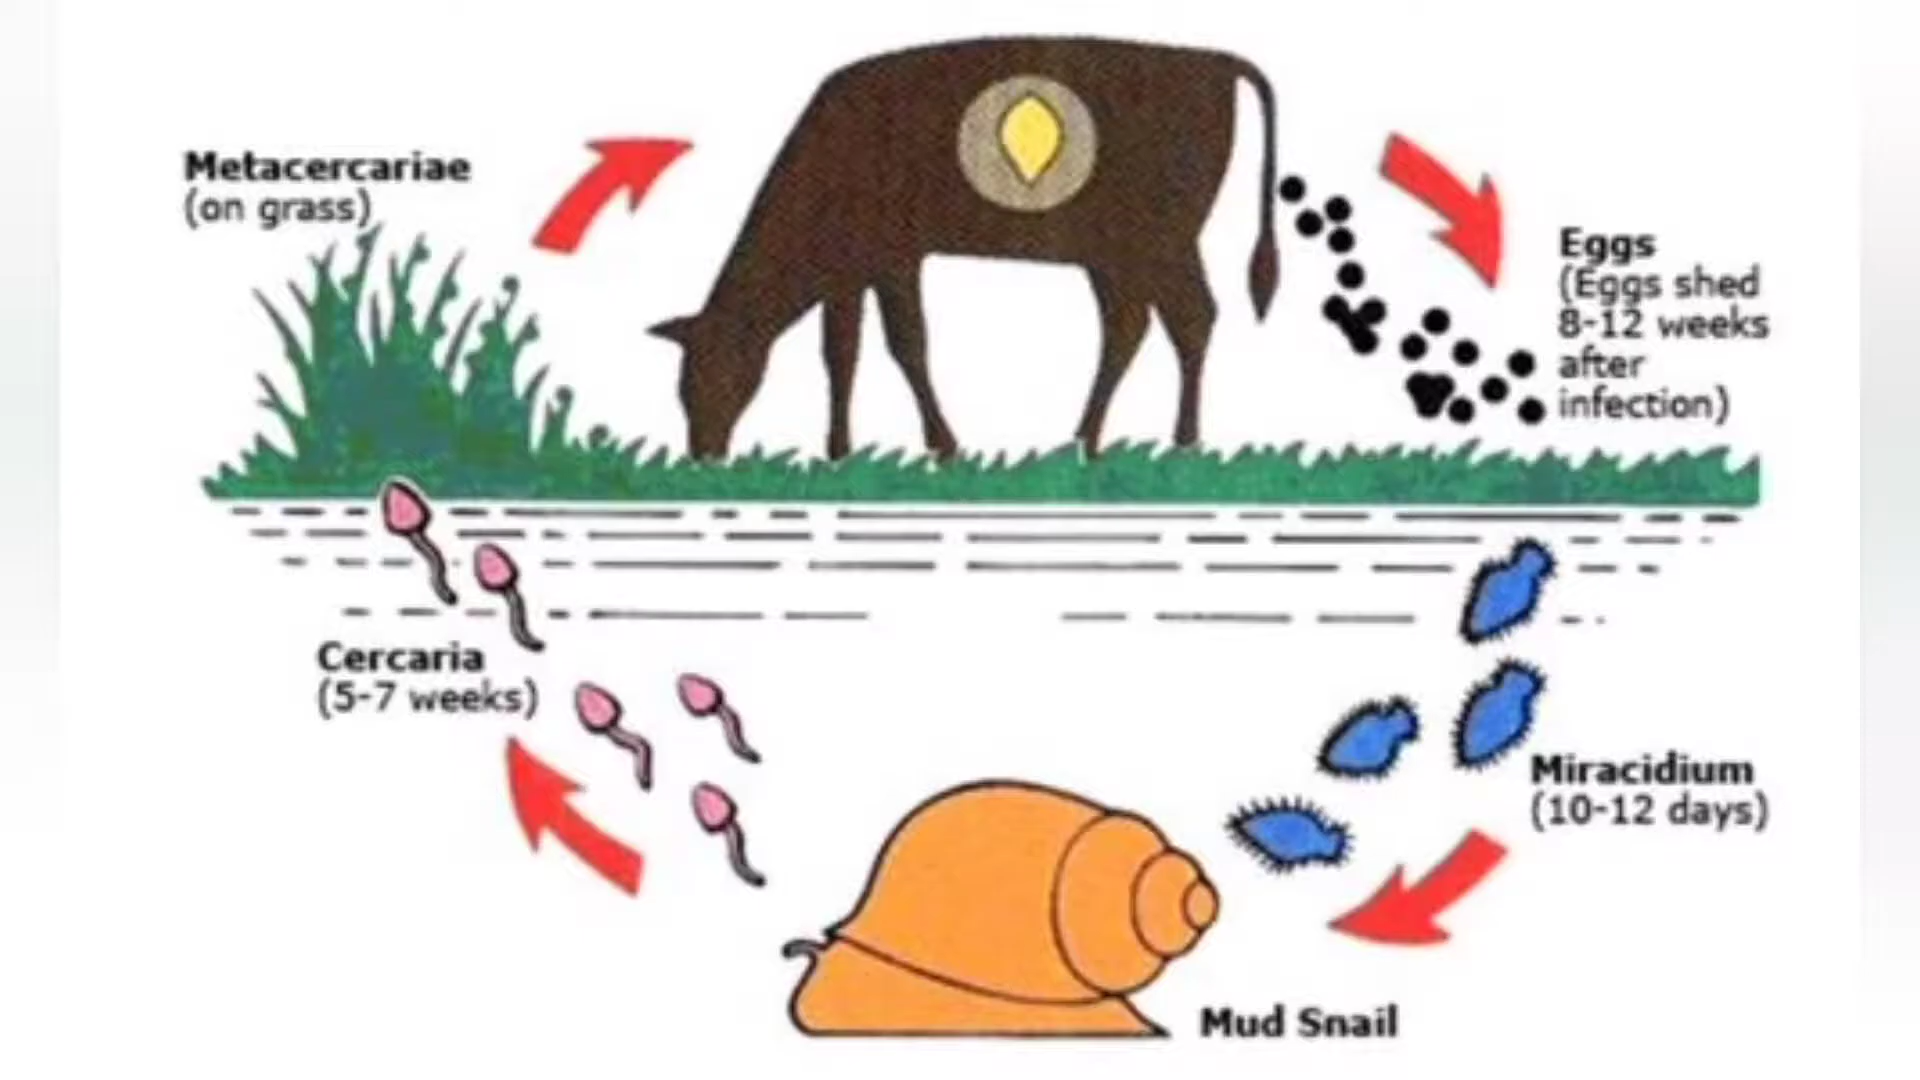 Metacercariae
(on grass)
Eggs
(Eggs shed
8-12 weeks
after
infection)
Cercaria
(5-7 weeks)
Miracidium
(10-12 days)
Mud Snail